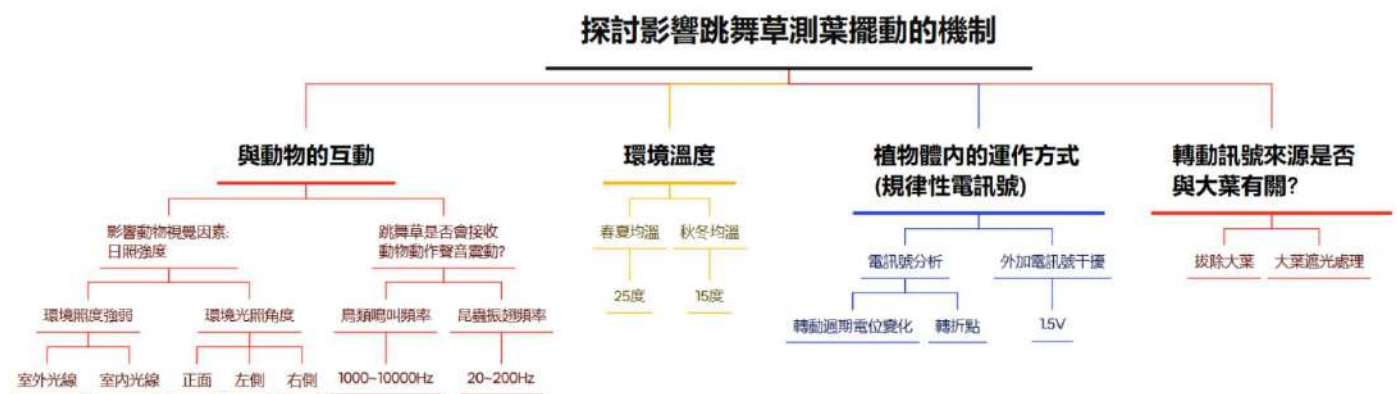 探討影響跳舞草測葉擺動的機制
與動物的互動
環境溫度
植物體內的運作方式
(規律性電訊號)
轉動訊號來源是否
與大葉有關?
影響動物視覺因素:
日照強度
跳舞草是否會接收
動物動作聲音震動?
春夏均溫
秋冬均溫
電訊號分析
外加電訊號干擾
拔除大葉
大葉遮光處理
環境照度強弱
環境光照角度
鳥類鳴叫頻率
昆蟲振翅頻率
25度
15度
轉動週期電位變化
轉折點
1.5V
室外光線
室內光線
正面
左側
右側
1000~10000Hz
20~200Hz